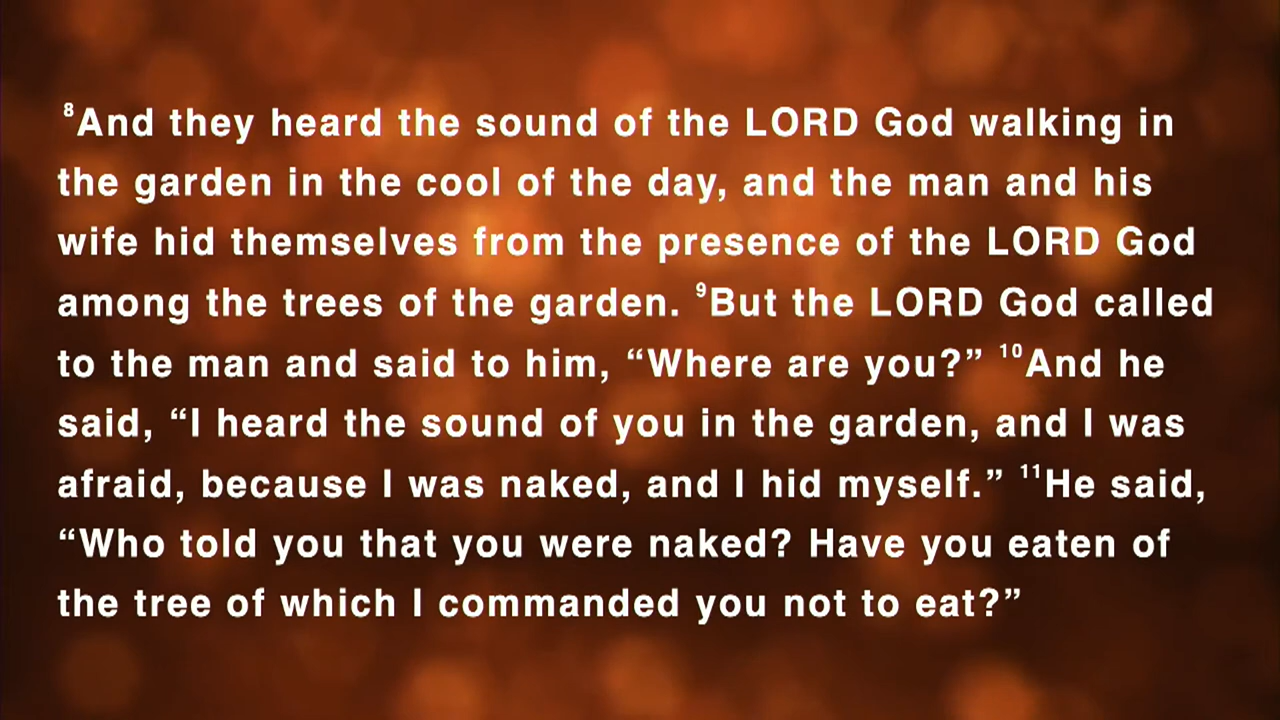 ⁸And they heard the sound of the LORD God walking in
the garden in the cool of the day, and the man and his
wife hid themselves from the presence of the LORD God
among the trees of the garden. ⁹But the LORD God called
to the man and said to him, “Where are you?” ¹⁰And he
said, “I heard the sound of you in the garden, and I was
afraid, because I was naked, and I hid myself.” ¹¹He said,
“Who told you that you were naked? Have you eaten of
the tree of which I commanded you not to eat?”